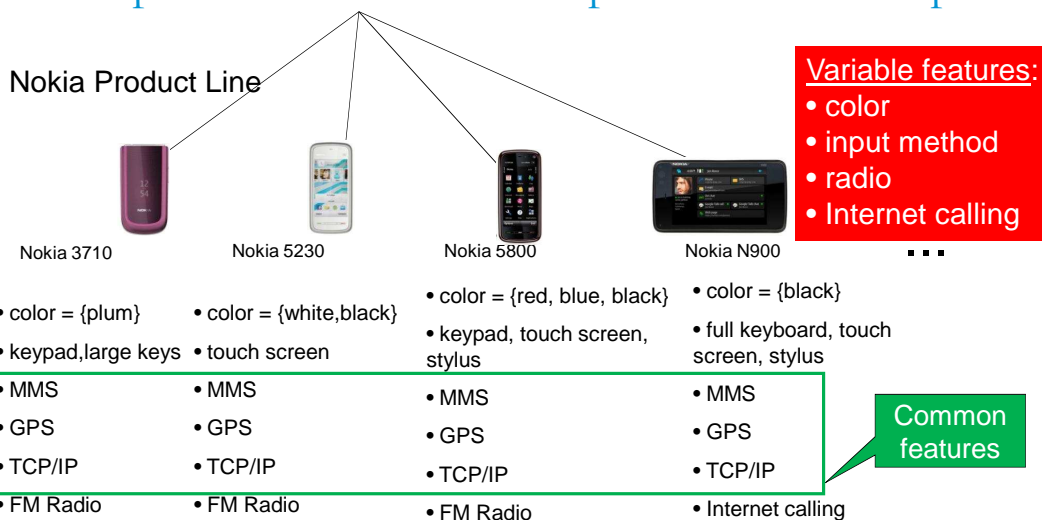 Nokia Product Line
Variable features:
• color
• input method
• radio
• Internet calling
...
Nokia 3710
Nokia 5230
Nokia 5800
Nokia N900
• color = {plum}
• keypad,large keys
• MMS
• GPS
• TCP/IP
• FM Radio
• color = {white,black}
• touch screen
• MMS
• GPS
• TCP/IP
• FM Radio
• color = {red, blue, black}
• keypad, touch screen,
stylus
• MMS
• GPS
• TCP/IP
• FM Radio
• color = {black}
• full keyboard, touch
screen, stylus
• MMS
• GPS
• TCP/IP
• Internet calling
Common
features